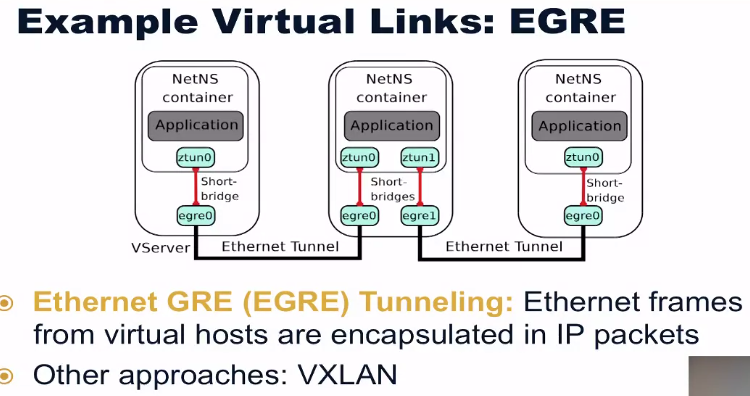 Example Virtual Links: EGRE
NetNS
container
Application
ztun0
Short-
bridge
egre0
VServer
NetNS
container
Application
ztun0
ztun1
Short-
bridges
egre0
egre1
NetNS
container
Application
ztun0
Short-
bridge
egre0
Ethernet Tunnel
Ethernet Tunnel
Ethernet GRE (EGRE) Tunneling: Ethernet frames
from virtual hosts are encapsulated in IP packets
Other approaches: VXLAN